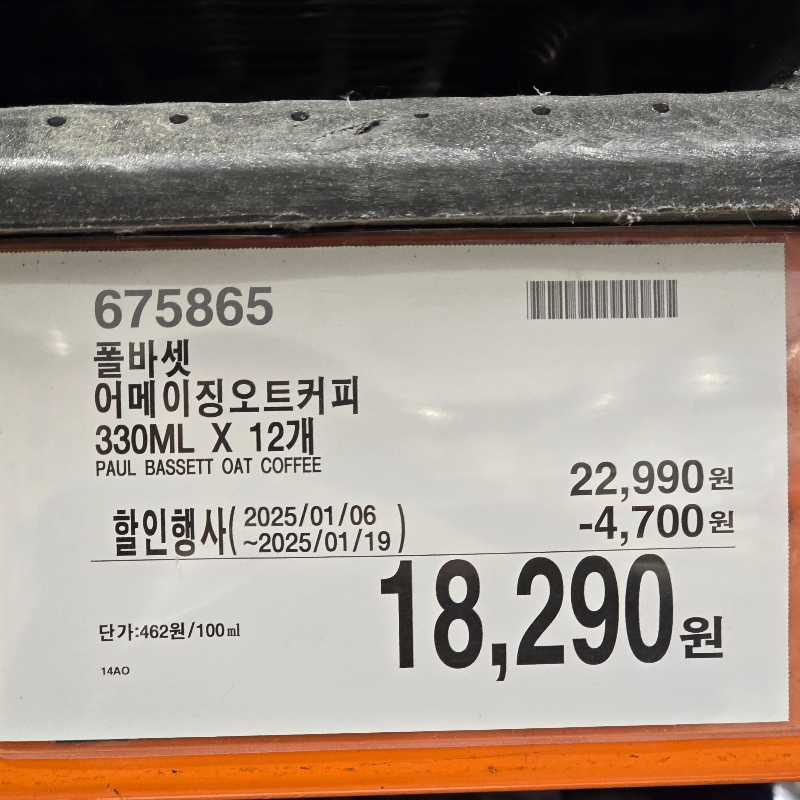 675865
폴바셋
어메이징오트커피
330ML X 12개
PAUL BASSETT OAT COFFEE
22,990원
할인행사( 2025/01/06 ~2025/01/19 )
-4,700원
18,290원
단가:462원/100㎖
14AO